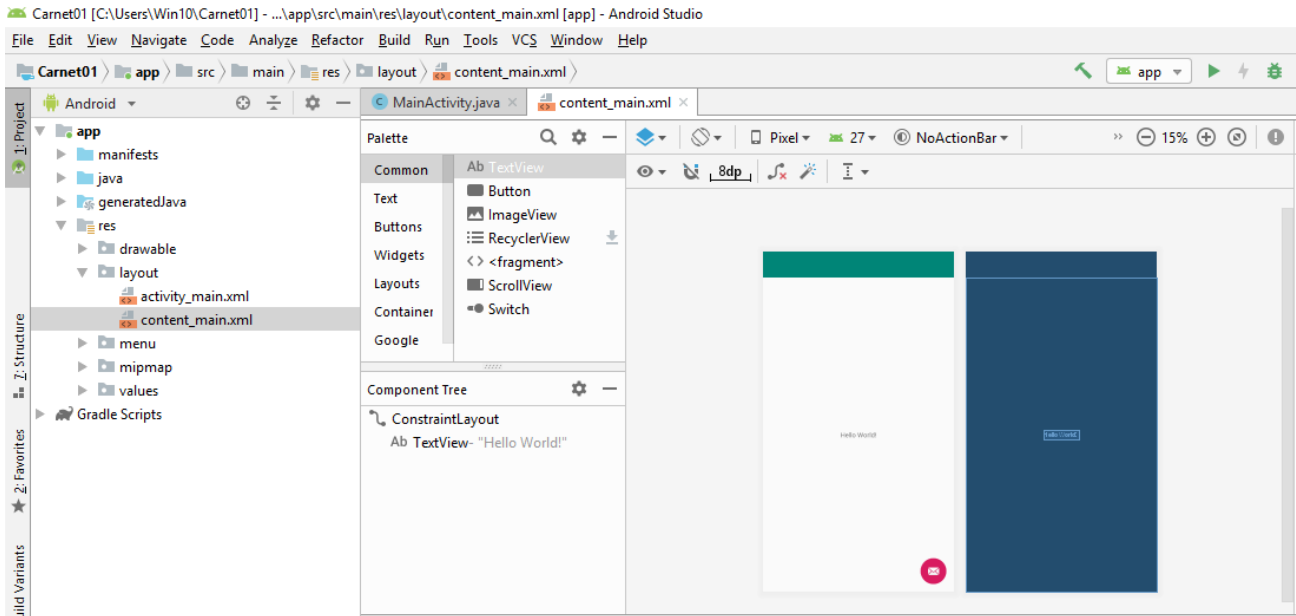 Carnet01 [C:\Users\Win10\Carnet01] - ...\app\src\main\res\layout\content_main.xml [app] - Android Studio
File Edit View Navigate Code Analyze Refactor Build Run Tools VCS Window Help
Carnet01 app src main res layout content_main.xml
app
1: Project
Android
MainActivity.java
content_main.xml
app
manifests
java
generatedJava
res
drawable
layout
activity_main.xml
content_main.xml
menu
mipmap
values
Gradle Scripts
7: Structure
2: Favorites
ild Variants
Palette
Common
Text
Buttons
Widgets
Layouts
Container
Google
Ab TextView
Button
ImageView
RecyclerView
<fragment>
ScrollView
Switch
Component Tree
ConstraintLayout
Ab TextView- "Hello World!"
Pixel 27 NoActionBar » 15%
8dp
Hello World!
Hello World!